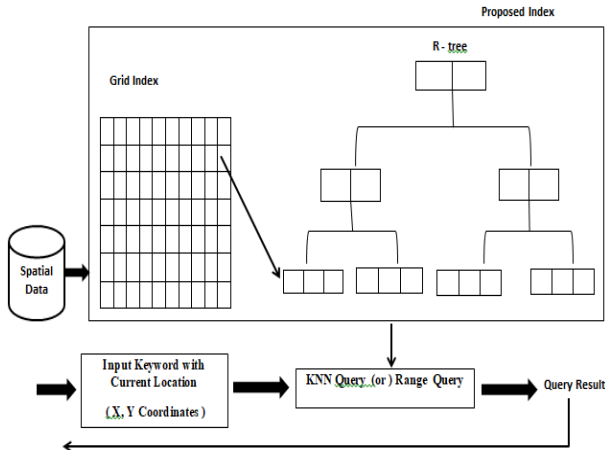 Proposed Index
R - tree
Grid Index
Spatial
Data
Input Keyword with
Current Location
( X, Y Coordinates )
KNN Query (or ) Range Query
Query Result